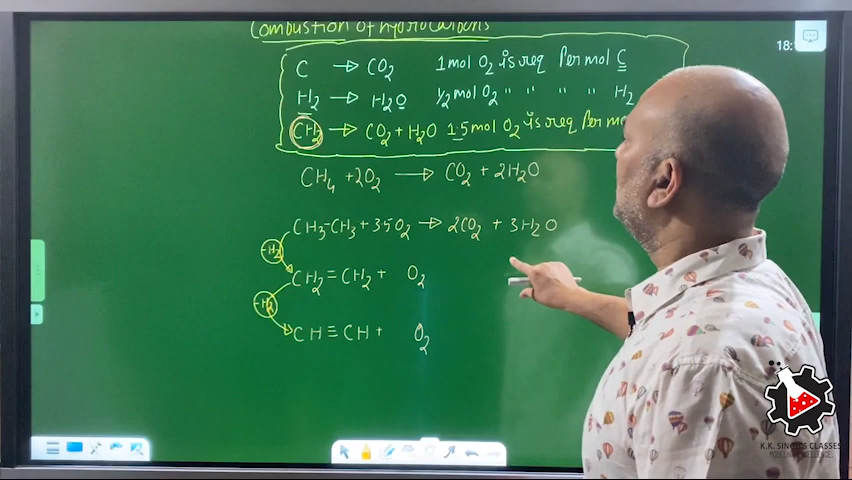 Combustion of hydrocarbons
18:
C → CO₂ 1 mol O₂ is req Per mol C
H₂ → H₂O ½ mol O₂ " " " " H₂
CH₂ → CO₂ + H₂O 1.5 mol O₂ is req Per mo
CH₄ + 2O₂ → CO₂ + 2H₂O
CH₃-CH₃ + 3.5O₂ → 2CO₂ + 3H₂O
-H₂
CH₂ = CH₂ + O₂
-H₂
CH ≡ CH + O₂
K.K. SINGH'S CLASSES